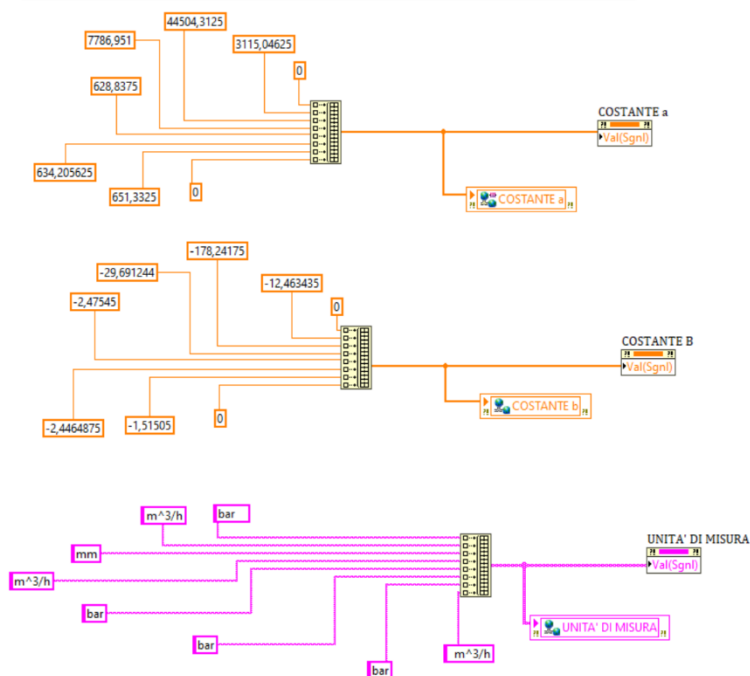 44504,3125
7786,951
3115,04625
0
628,8375
634,205625
651,3325
0
COSTANTE a
Val(Sgnl)
COSTANTE a
-178,24175
-29,691244
-12,463435
-2,47545
0
-2,4464875
-1,51505
0
COSTANTE B
Val(Sgnl)
COSTANTE b
m^3/h
bar
mm
m^3/h
bar
bar
bar
m^3/h
UNITA' DI MISURA
Val(Sgnl)
UNITA' DI MISURA